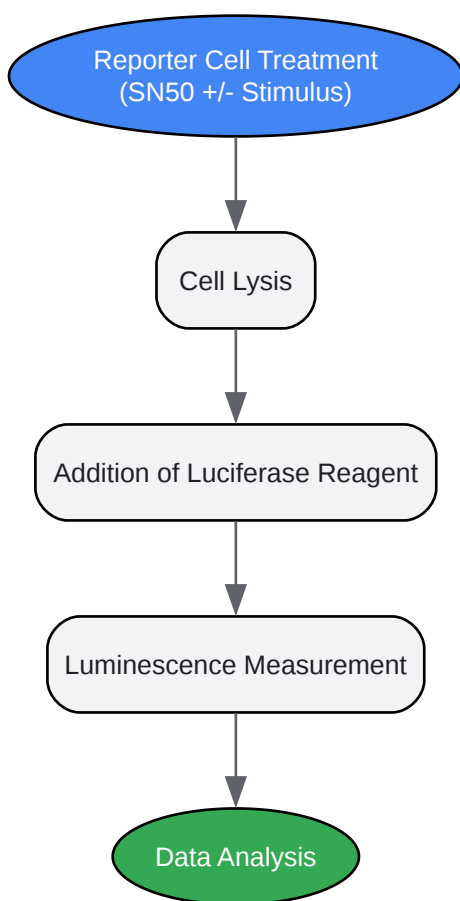 Reporter Cell Treatment
(SN50 +/- Stimulus)
Cell Lysis
Addition of Luciferase Reagent
Luminescence Measurement
Data Analysis